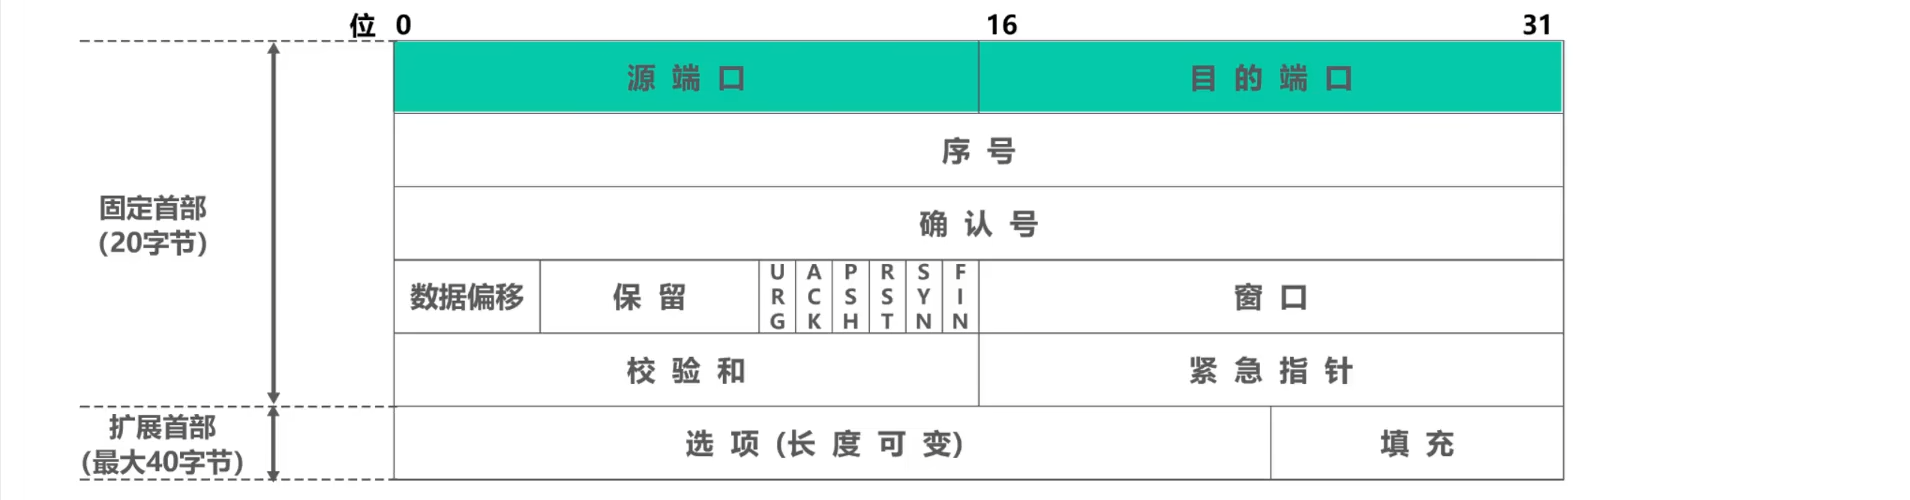 位 0 16 31
源端口 目的端口
序号
确认号
固定首部
(20字节)
数据偏移 保留 URG ACK PSH RST SYN FIN 窗口
校验和 紧急指针
扩展首部
(最大40字节)
选项(长度可变) 填充